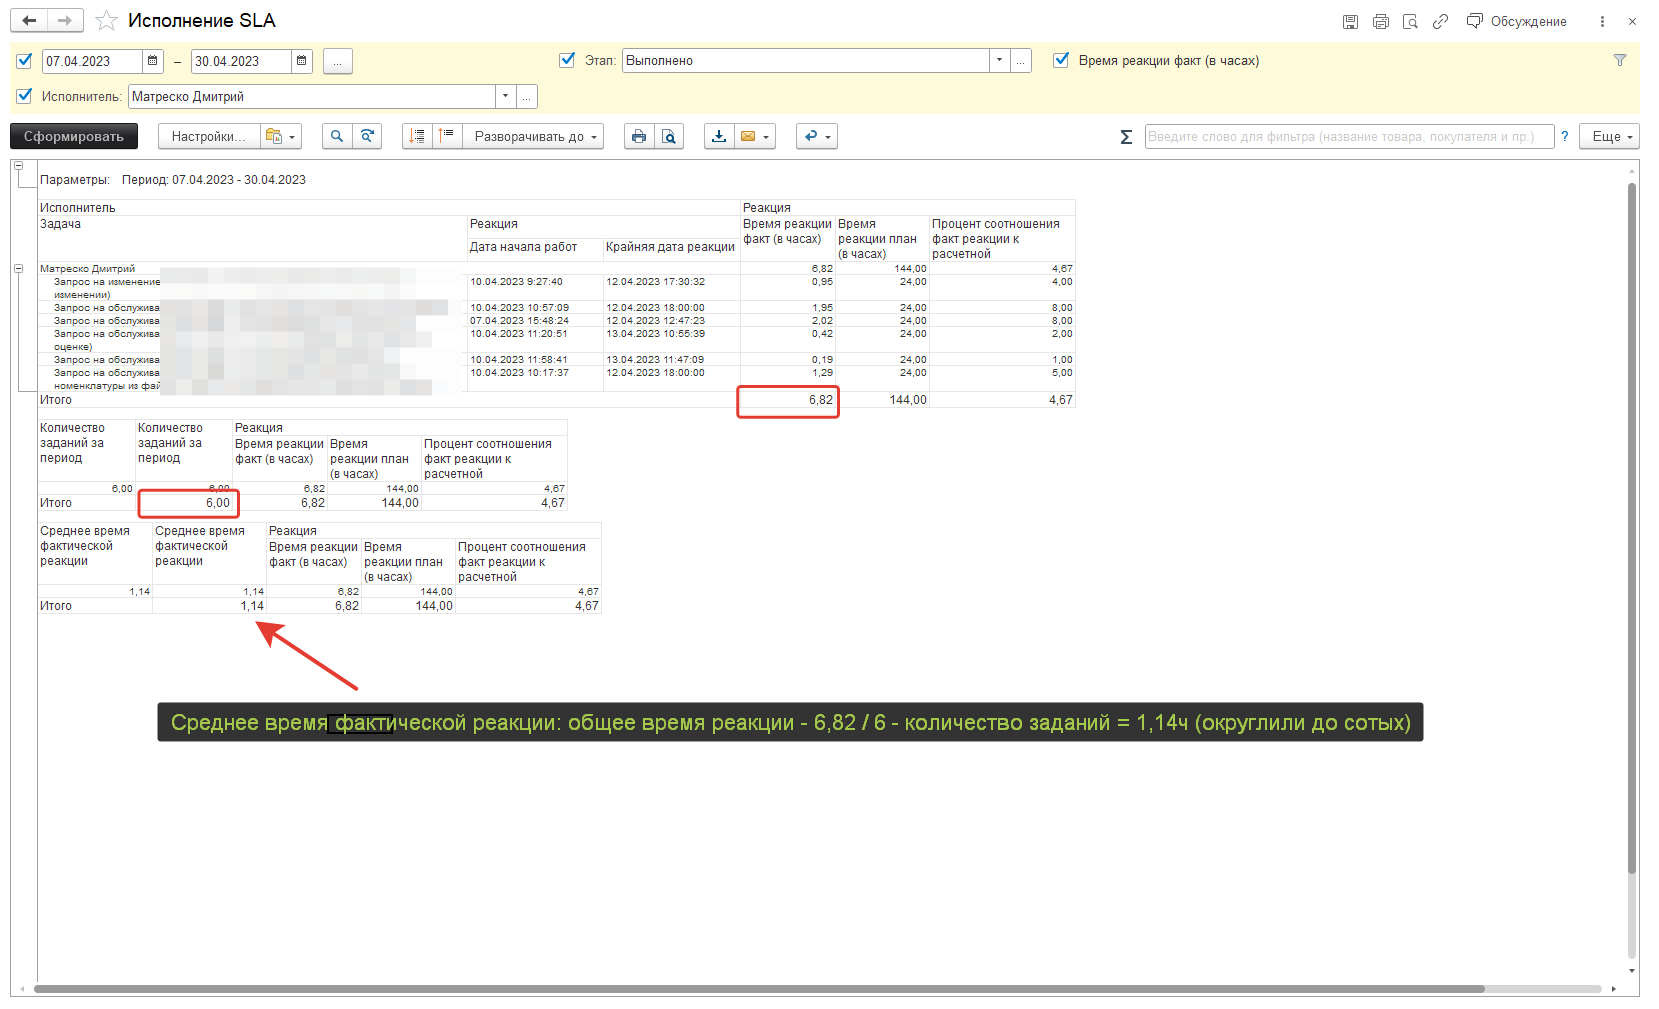 Исполнение SLA
Обсуждение
07.04.2023 – 30.04.2023 ... Этап: Выполнено ... Время реакции факт (в часах)
Исполнитель: Матреско Дмитрий ...
Сформировать Настройки... Разворачивать до Σ Введите слово для фильтра (название товара, покупателя и пр.) ? Еще
Параметры: Период: 07.04.2023 - 30.04.2023
Исполнитель Реакция
Задача Реакция Время реакции факт (в часах) Время реакции план (в часах) Процент соотношения факт реакции к расчетной
Дата начала работ Крайняя дата реакции
Матреско Дмитрий 6,82 144,00 4,67
Запрос на изменение 10.04.2023 9:27:40 12.04.2023 17:30:32 0,95 24,00 4,00
изменении)
Запрос на обслужива 10.04.2023 10:57:09 12.04.2023 18:00:00 1,95 24,00 8,00
Запрос на обслужива 07.04.2023 15:48:24 12.04.2023 12:47:23 2,02 24,00 8,00
Запрос на обслужива 10.04.2023 11:20:51 13.04.2023 10:55:39 0,42 24,00 2,00
оценке)
Запрос на обслужива 10.04.2023 11:58:41 13.04.2023 11:47:09 0,19 24,00 1,00
Запрос на обслужива 10.04.2023 10:17:37 12.04.2023 18:00:00 1,29 24,00 5,00
номенклатуры из фай
Итого 6,82 144,00 4,67
Количество заданий за период Количество заданий за период Реакция
Время реакции факт (в часах) Время реакции план (в часах) Процент соотношения факт реакции к расчетной
6,00 6,00 6,82 144,00 4,67
Итого 6,00 6,82 144,00 4,67
Среднее время фактической реакции Среднее время фактической реакции Реакция
Время реакции факт (в часах) Время реакции план (в часах) Процент соотношения факт реакции к расчетной
1,14 1,14 6,82 144,00 4,67
Итого 1,14 6,82 144,00 4,67
Среднее время фактической реакции: общее время реакции - 6,82 / 6 - количество заданий = 1,14ч (округлили до сотых)